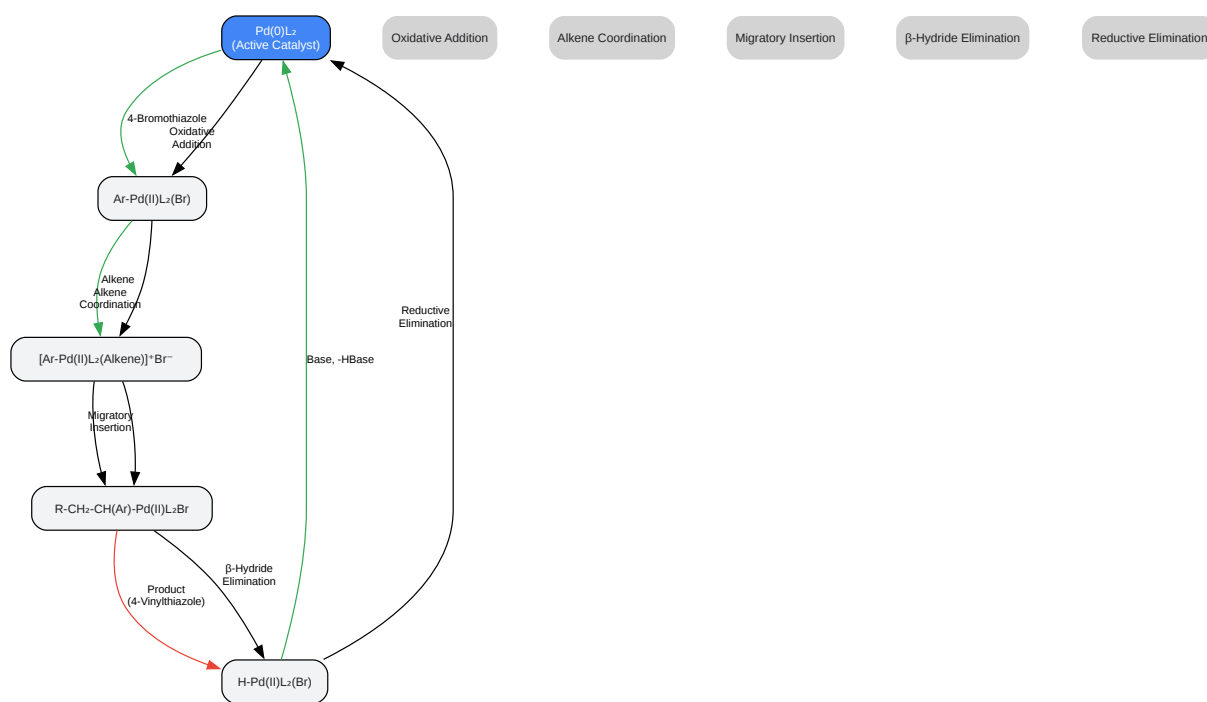 Pd(0)L₂
(Active Catalyst)
Oxidative Addition
Alkene Coordination
Migratory Insertion
β-Hydride Elimination
Reductive Elimination
4-Bromothiazole
Oxidative
Addition
Ar-Pd(II)L₂(Br)
Alkene
Alkene
Coordination
Reductive
Elimination
[Ar-Pd(II)L₂(Alkene)]⁺Br⁻
Base, -HBase
Migratory
Insertion
R-CH₂-CH(Ar)-Pd(II)L₂Br
β-Hydride
Elimination
Product
(4-Vinylthiazole)
H-Pd(II)L₂(Br)